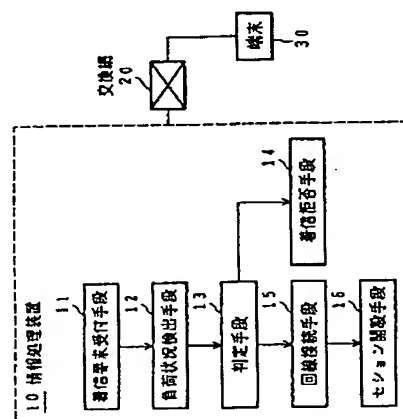 10 情報処理装置
11
着信要求受付手段
12
負荷状況検出手段
13
判定手段
14
着信拒否手段
15
回線接続手段
16
セション開設手段
交換網
20
端末
30